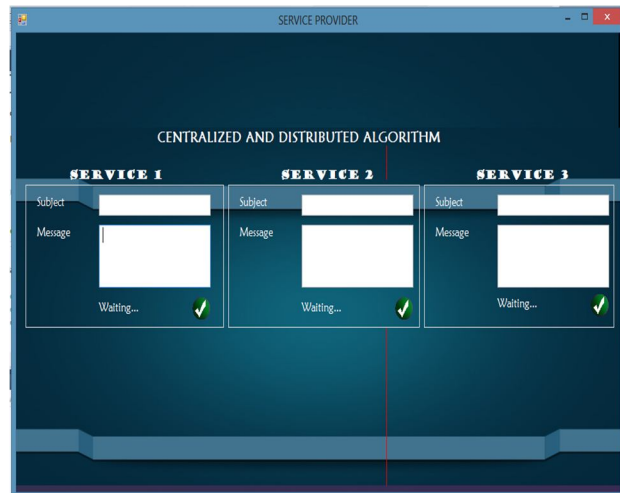 SERVICE PROVIDER
CENTRALIZED AND DISTRIBUTED ALGORITHM
SERVICE 1
Subject
Message
Waiting...
SERVICE 2
Subject
Message
Waiting...
SERVICE 3
Subject
Message
Waiting...